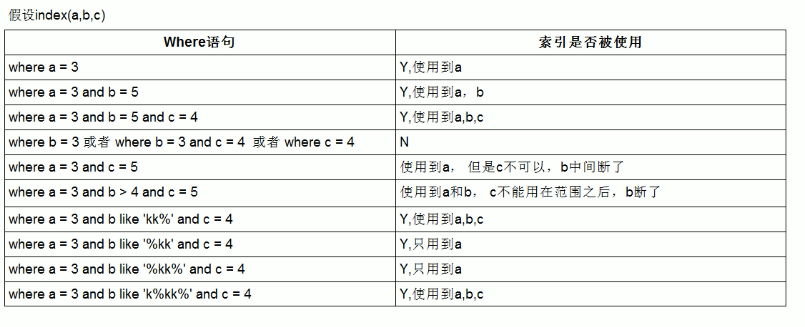 假设index(a,b,c)
Where语句 索引是否被使用
where a = 3 Y,使用到a
where a = 3 and b = 5 Y,使用到a，b
where a = 3 and b = 5 and c = 4 Y,使用到a,b,c
where b = 3 或者 where b = 3 and c = 4 或者 where c = 4 N
where a = 3 and c = 5 使用到a， 但是c不可以，b中间断了
where a = 3 and b > 4 and c = 5 使用到a和b， c不能用在范围之后，b断了
where a = 3 and b like 'kk%' and c = 4 Y,使用到a,b,c
where a = 3 and b like '%kk' and c = 4 Y,只用到a
where a = 3 and b like '%kk%' and c = 4 Y,只用到a
where a = 3 and b like 'k%kk%' and c = 4 Y,使用到a,b,c